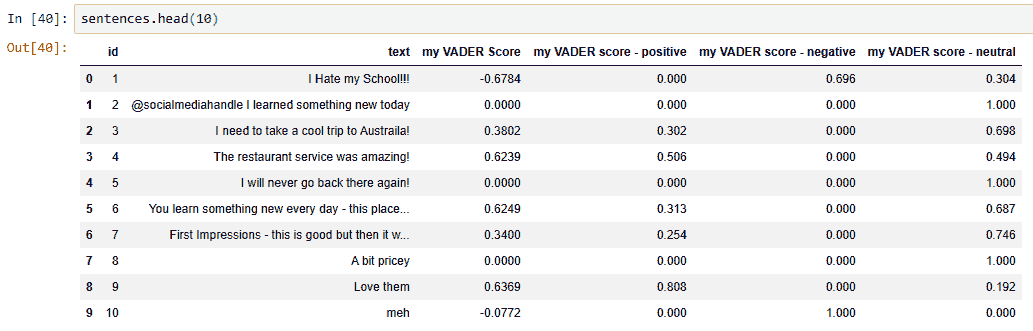 In [40]: sentences.head(10)
Out[40]:
id text my VADER Score my VADER score - positive my VADER score - negative my VADER score - neutral
0 1 I Hate my School!!! -0.6784 0.000 0.696 0.304
1 2 @socialmediahandle I learned something new today 0.0000 0.000 0.000 1.000
2 3 I need to take a cool trip to Austraila! 0.3802 0.302 0.000 0.698
3 4 The restaurant service was amazing! 0.6239 0.506 0.000 0.494
4 5 I will never go back there again! 0.0000 0.000 0.000 1.000
5 6 You learn something new every day - this place... 0.6249 0.313 0.000 0.687
6 7 First Impressions - this is good but then it w... 0.3400 0.254 0.000 0.746
7 8 A bit pricey 0.0000 0.000 0.000 1.000
8 9 Love them 0.6369 0.808 0.000 0.192
9 10 meh -0.0772 0.000 1.000 0.000